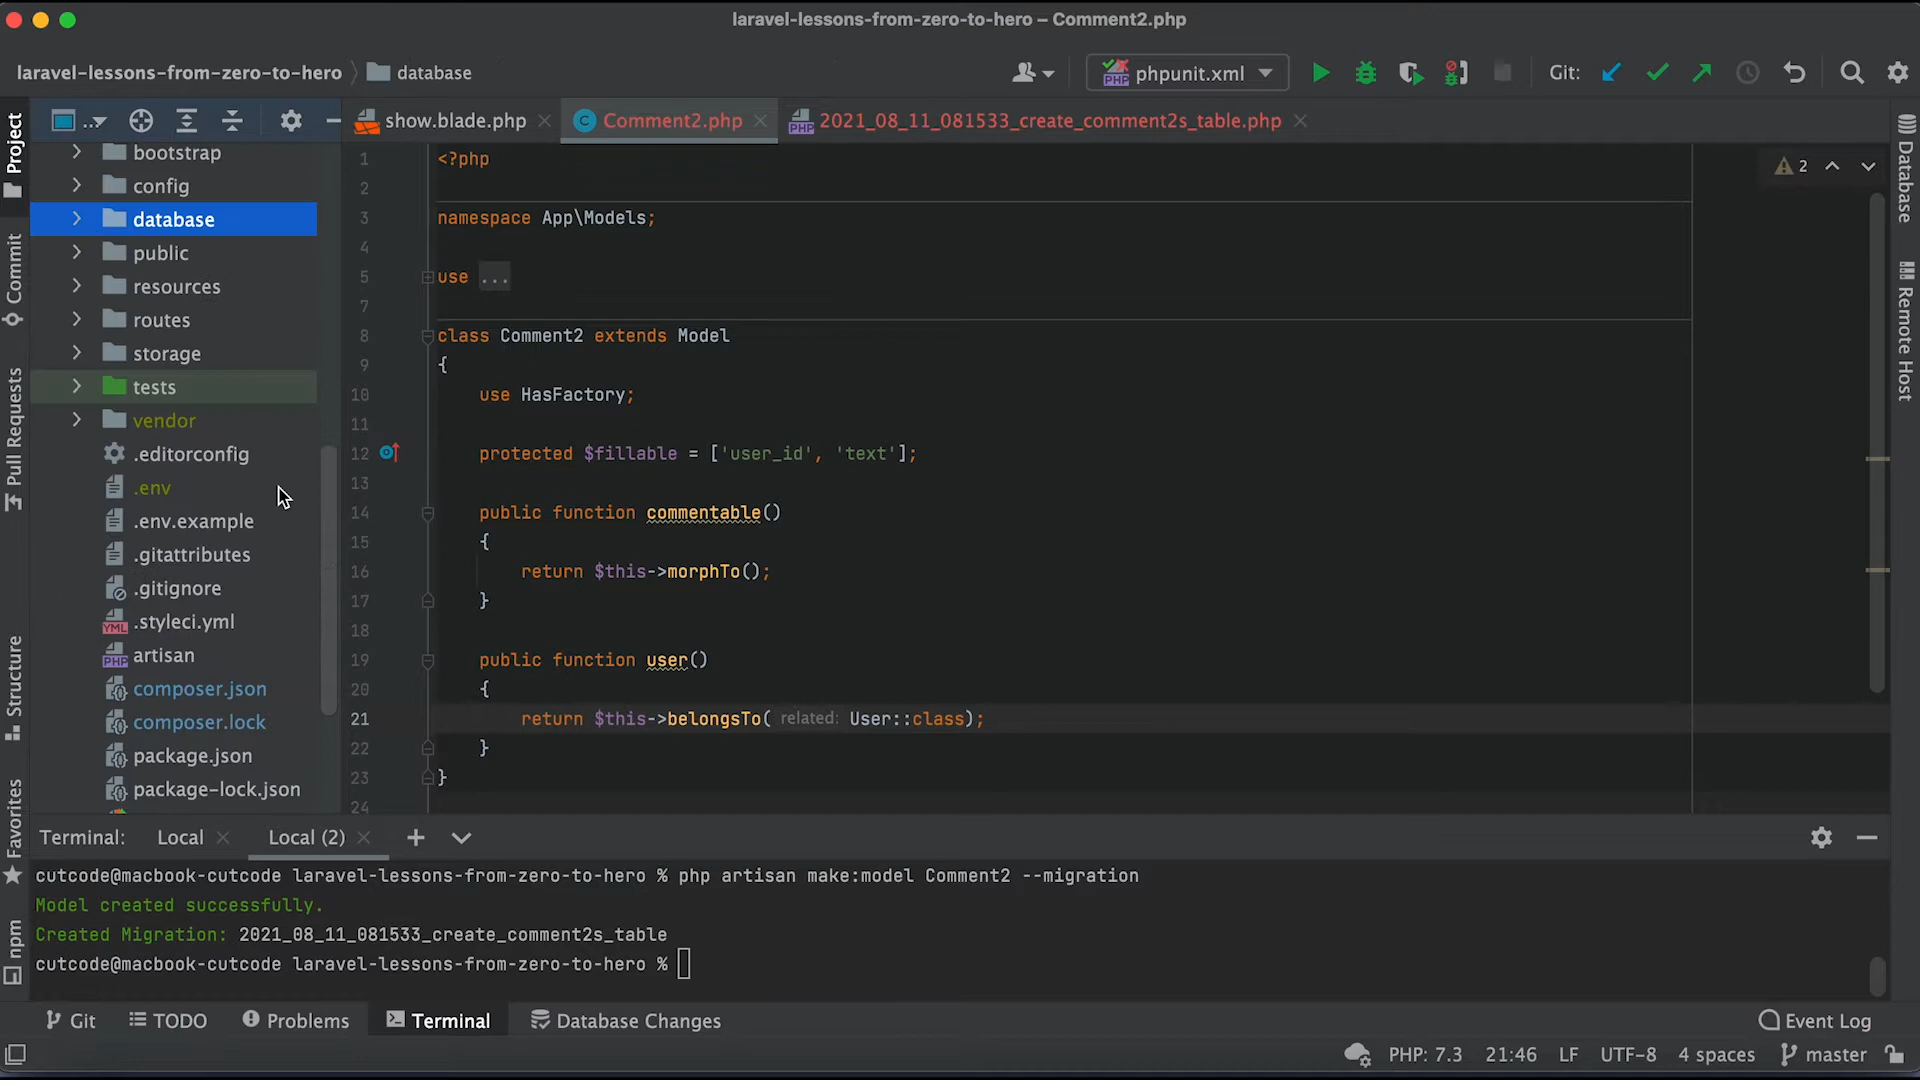 laravel-lessons-from-zero-to-hero – Comment2.php
laravel-lessons-from-zero-to-hero 〉 database
phpunit.xml
Git:
Project
Commit
Pull Requests
Structure
Favorites
npm
...
bootstrap
config
database
public
resources
routes
storage
tests
vendor
.editorconfig
.env
.env.example
.gitattributes
.gitignore
.styleci.yml
artisan
composer.json
composer.lock
package.json
package-lock.json
show.blade.php
Comment2.php
2021_08_11_081533_create_comment2s_table.php
2
1 <?php
2
3 namespace App\Models;
4
5 use ...
7
8 class Comment2 extends Model
9 {
10 use HasFactory;
11
12 protected $fillable = ['user_id', 'text'];
13
14 public function commentable()
15 {
16 return $this->morphTo();
17 }
18
19 public function user()
20 {
21 return $this->belongsTo( related: User::class);
22 }
23 }
24
Database
Remote Host
Terminal: Local Local (2)
cutcode@macbook-cutcode laravel-lessons-from-zero-to-hero % php artisan make:model Comment2 --migration
Model created successfully.
Created Migration: 2021_08_11_081533_create_comment2s_table
cutcode@macbook-cutcode laravel-lessons-from-zero-to-hero %
Git TODO Problems Terminal Database Changes
Event Log
PHP: 7.3 21:46 LF UTF-8 4 spaces master